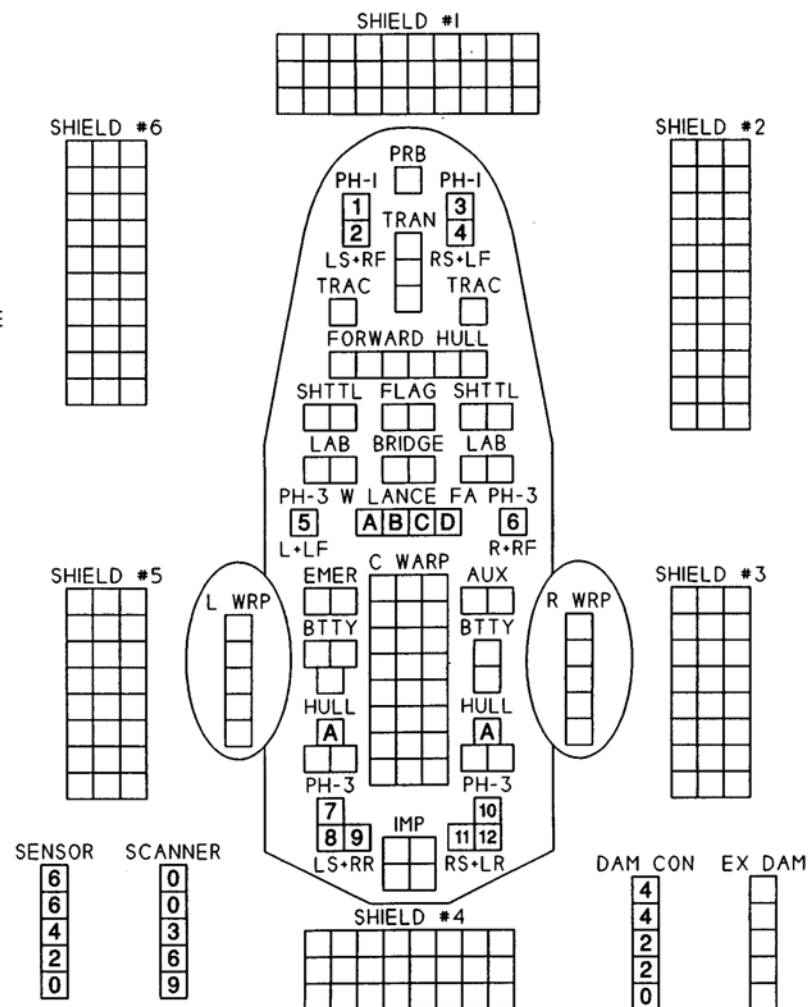 SHIELD #1
SHIELD #6
SHIELD #2
PRB
PH-1 PH-1
1 3
2 TRAN 4
LS+RF RS+LF
TRAC TRAC
E
FORWARD HULL
SHTTL FLAG SHTTL
LAB BRIDGE LAB
PH-3 W LANCE FA PH-3
5 A B C D 6
L+LF R+RF
SHIELD #5 EMER C WARP AUX SHIELD #3
L WRP R WRP
BTTY BTTY
HULL HULL
A A
PH-3 PH-3
7 10
8 9 IMP 11 12
LS+RR RS+LR
SENSOR SCANNER DAM CON EX DAM
6 0 4
6 0 4
4 3 2
2 6 2
0 9 0
SHIELD #4